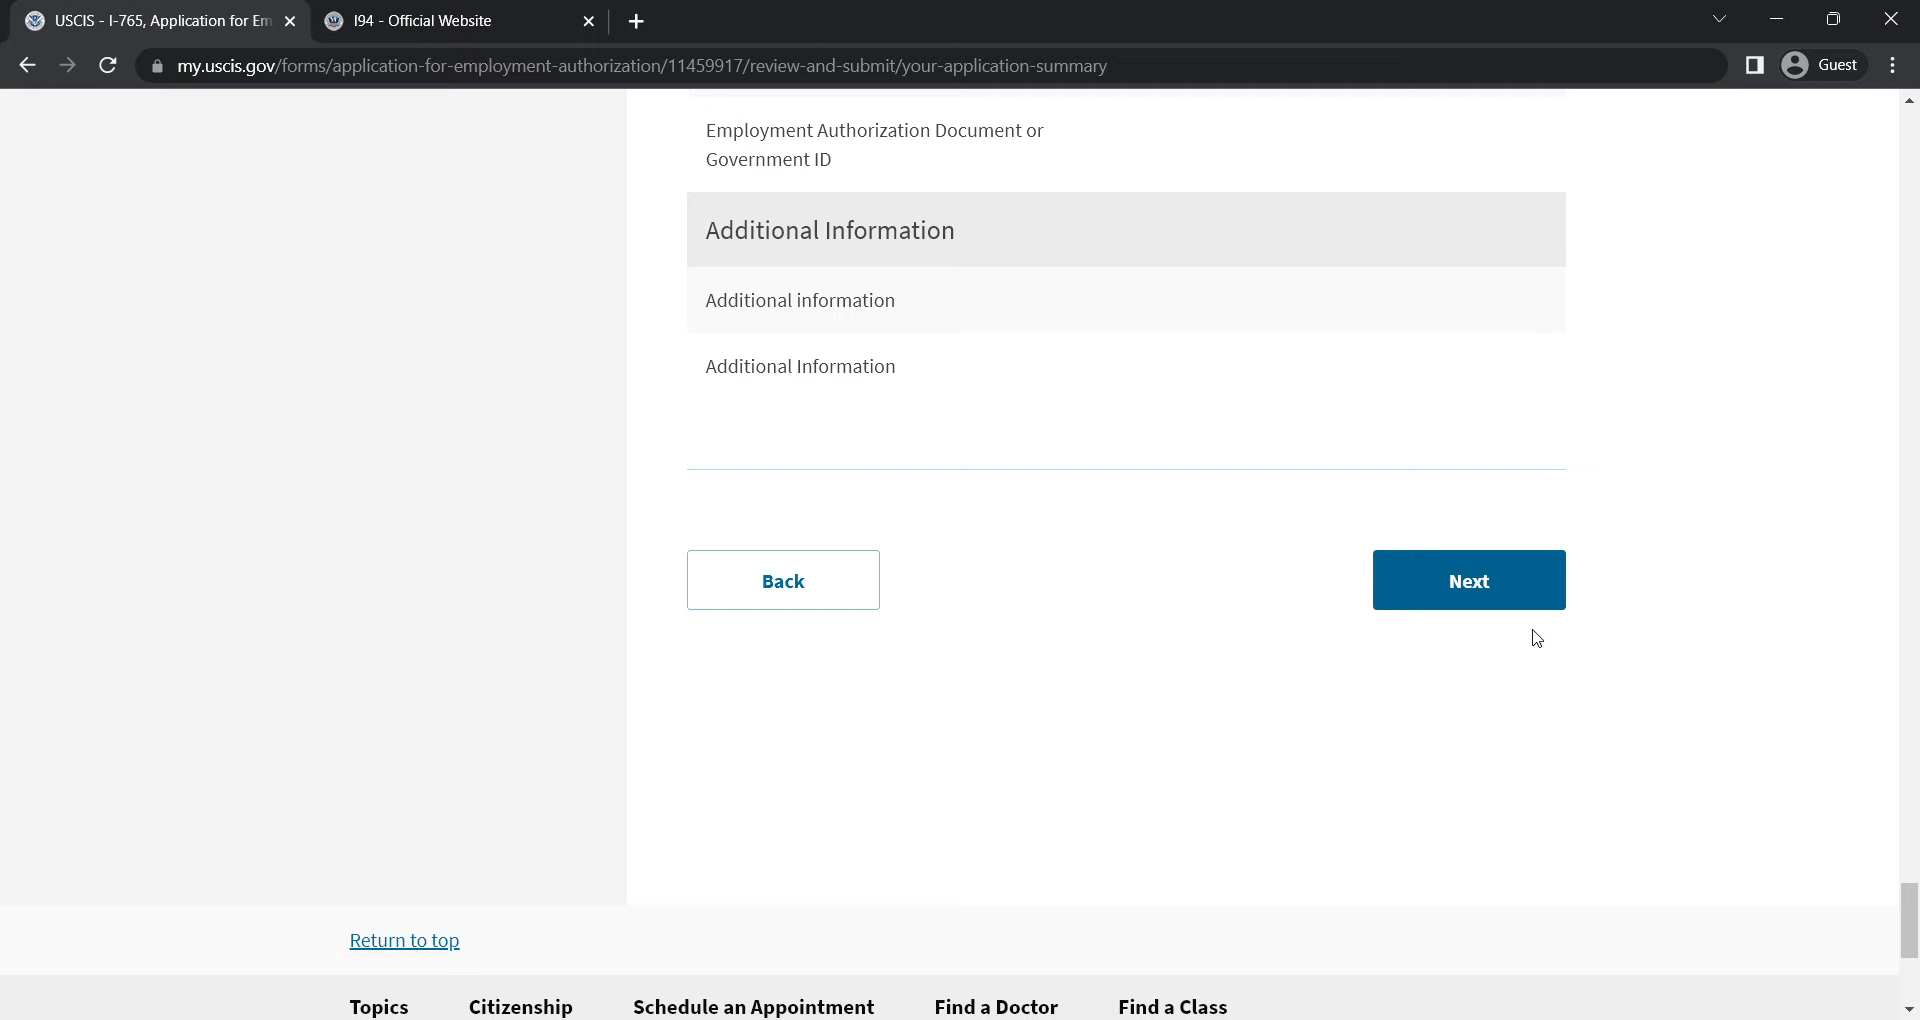 USCIS - I-765, Application for Em
I94 - Official Website
my.uscis.gov/forms/application-for-employment-authorization/11459917/review-and-submit/your-application-summary
Guest
Employment Authorization Document or
Government ID
Additional Information
Additional information
Additional Information
Back
Next
Return to top
Topics
Citizenship
Schedule an Appointment
Find a Doctor
Find a Class